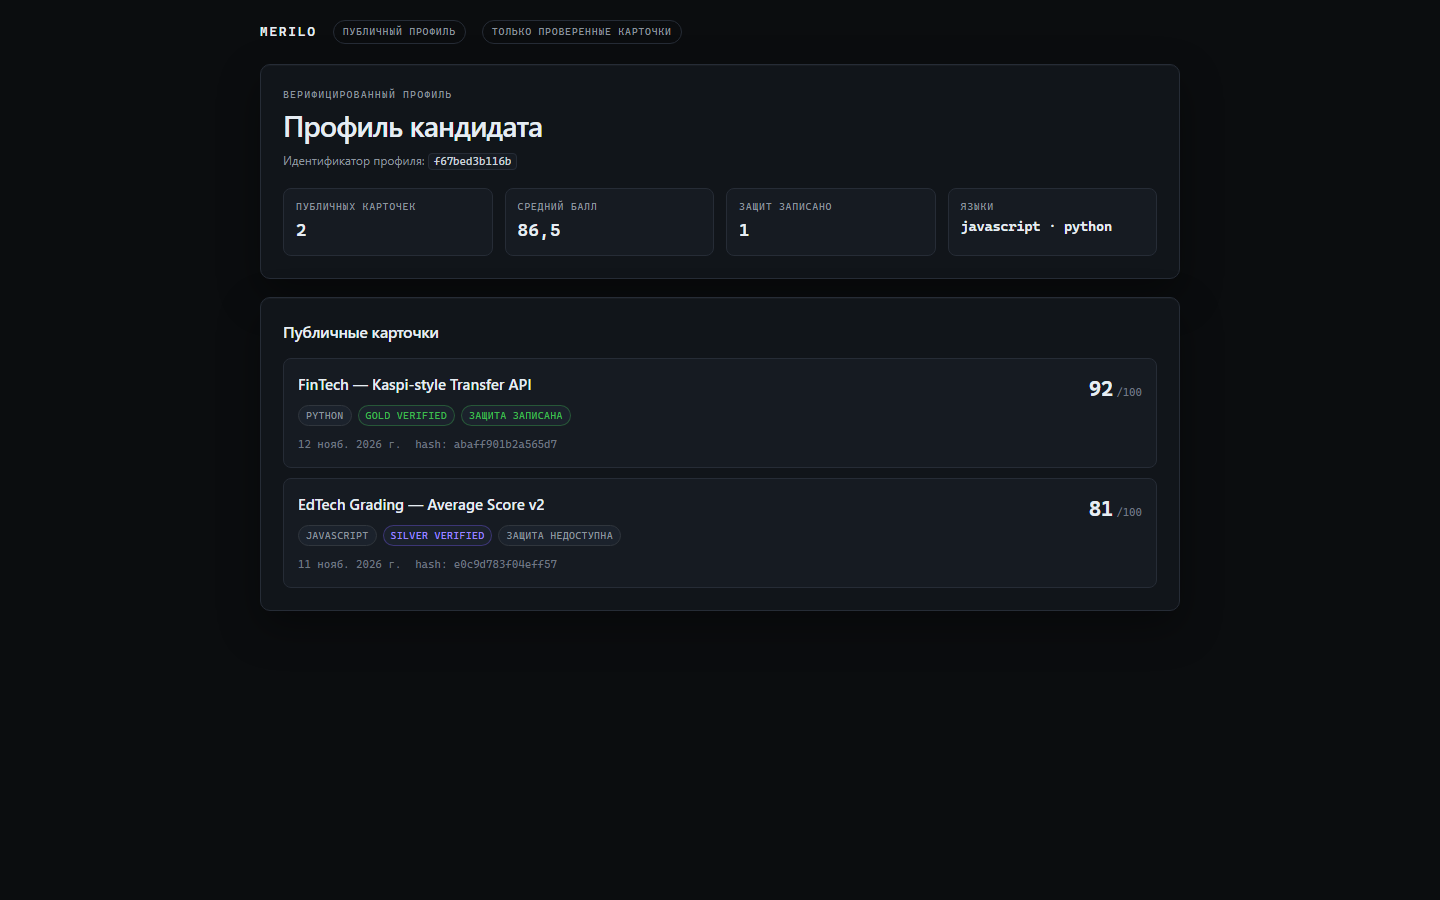 MERILO ПУБЛИЧНЫЙ ПРОФИЛЬ ТОЛЬКО ПРОВЕРЕННЫЕ КАРТОЧКИ
ВЕРИФИЦИРОВАННЫЙ ПРОФИЛЬ
Профиль кандидата
Идентификатор профиля: f67bed3b116b
ПУБЛИЧНЫХ КАРТОЧЕК
2
СРЕДНИЙ БАЛЛ
86,5
ЗАЩИТ ЗАПИСАНО
1
ЯЗЫКИ
javascript · python
Публичные карточки
FinTech — Kaspi-style Transfer API
92 /100
PYTHON GOLD VERIFIED ЗАЩИТА ЗАПИСАНА
12 нояб. 2026 г. hash: abaff901b2a565d7
EdTech Grading — Average Score v2
81 /100
JAVASCRIPT SILVER VERIFIED ЗАЩИТА НЕДОСТУПНА
11 нояб. 2026 г. hash: e0c9d783f04eff57